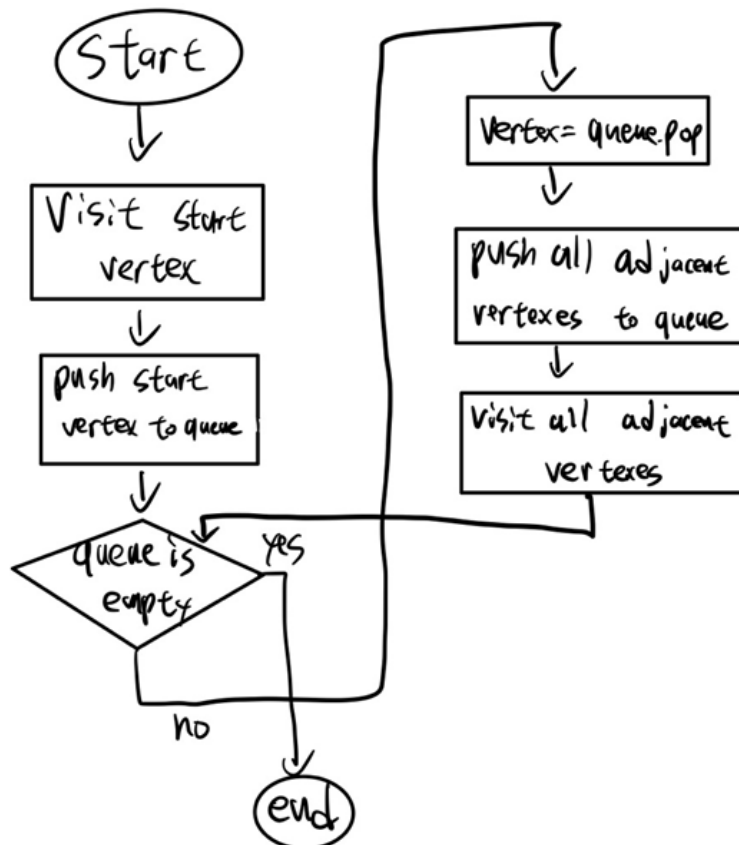 Start
Visit start
vertex
push start
vertex to queue
queue is
empty
yes
no
end
vertex = queue.pop
push all adjacent
vertexes to queue
visit all adjacent
vertexes